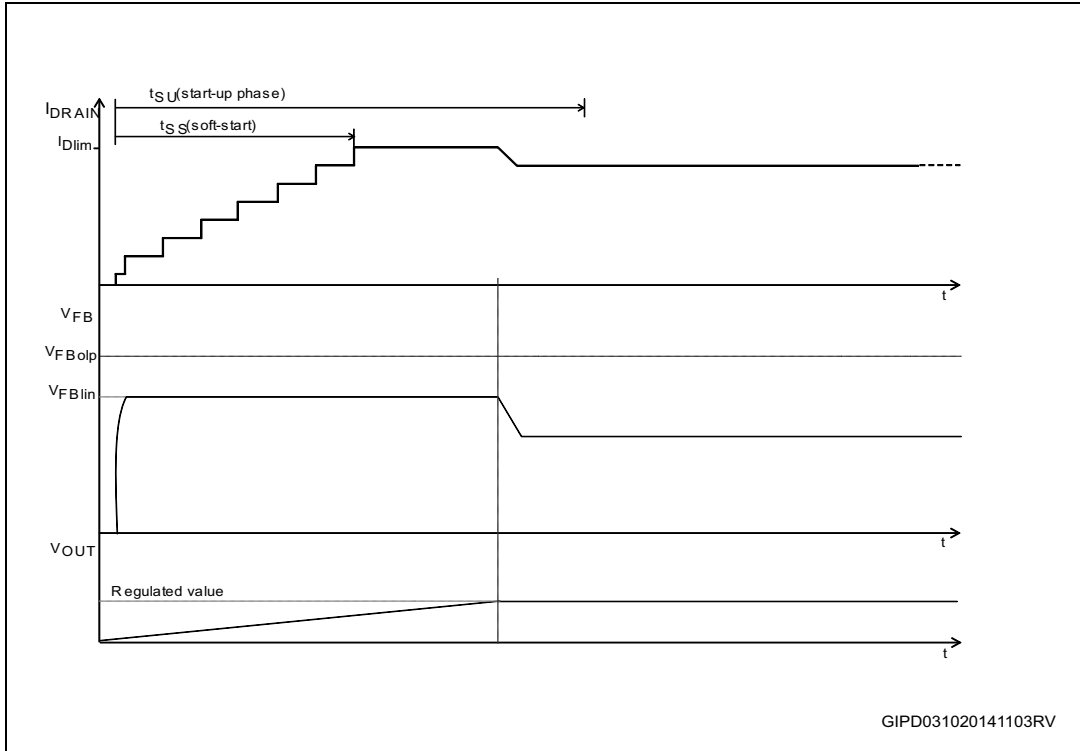 tSU(start-up phase)
IDRAIN
tSS(soft-start)
IDlim
t
VFB
VFBolp
VFBlin
t
VOUT
Regulated value
t
GIPD031020141103RV